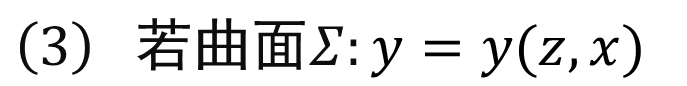 (3) 若曲面Σ: y = y(z, x)